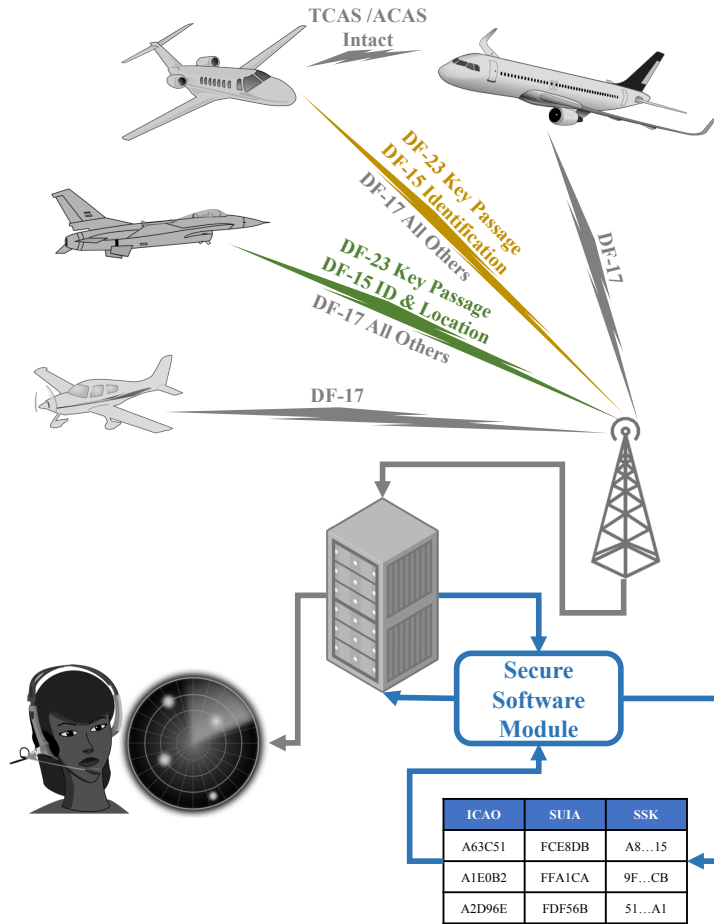 TCAS /ACAS
Intact
DF-23 Key Passage
DF-15 Identification
DF-17 All Others
DF-17
DF-23 Key Passage
DF-15 ID & Location
DF-17 All Others
DF-17
Secure
Software
Module
ICAO SUIA SSK
A63C51 FCE8DB A8…15
A1E0B2 FFA1CA 9F…CB
A2D96E FDF56B 51…A1